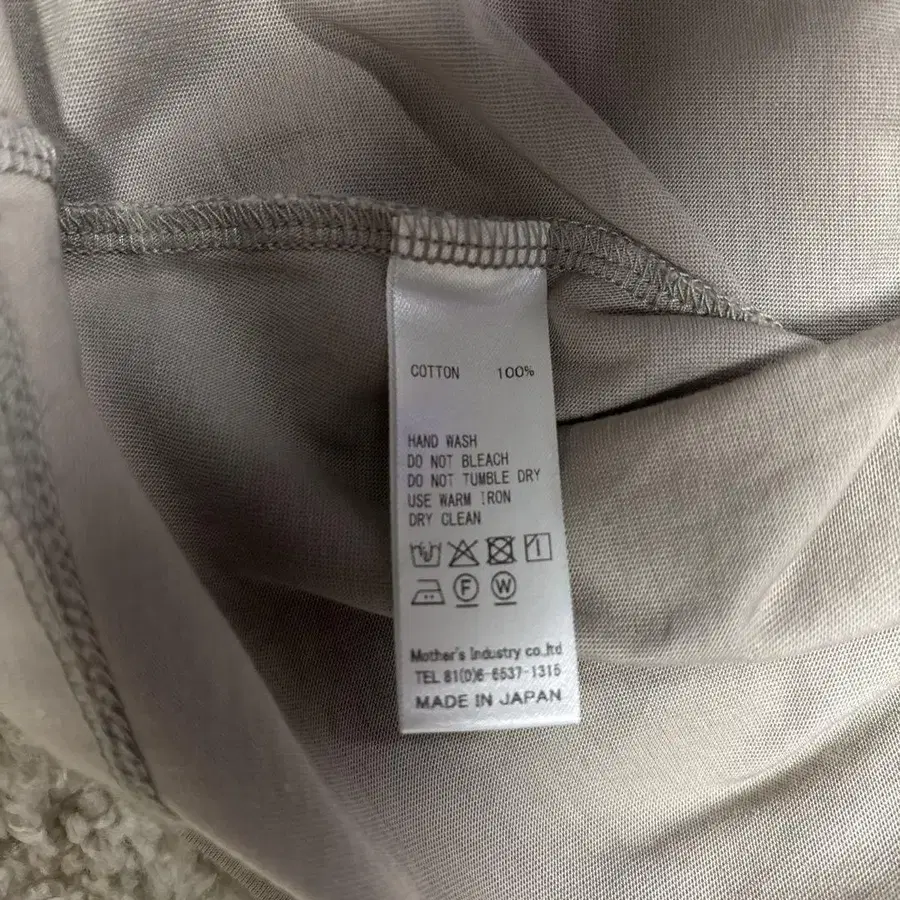 COTTON 100%
HAND WASH
DO NOT BLEACH
DO NOT TUMBLE DRY
USE WARM IRON
DRY CLEAN
F W
Mother's Industry co.,ltd
TEL 81(0)6-6537-1315
MADE IN JAPAN